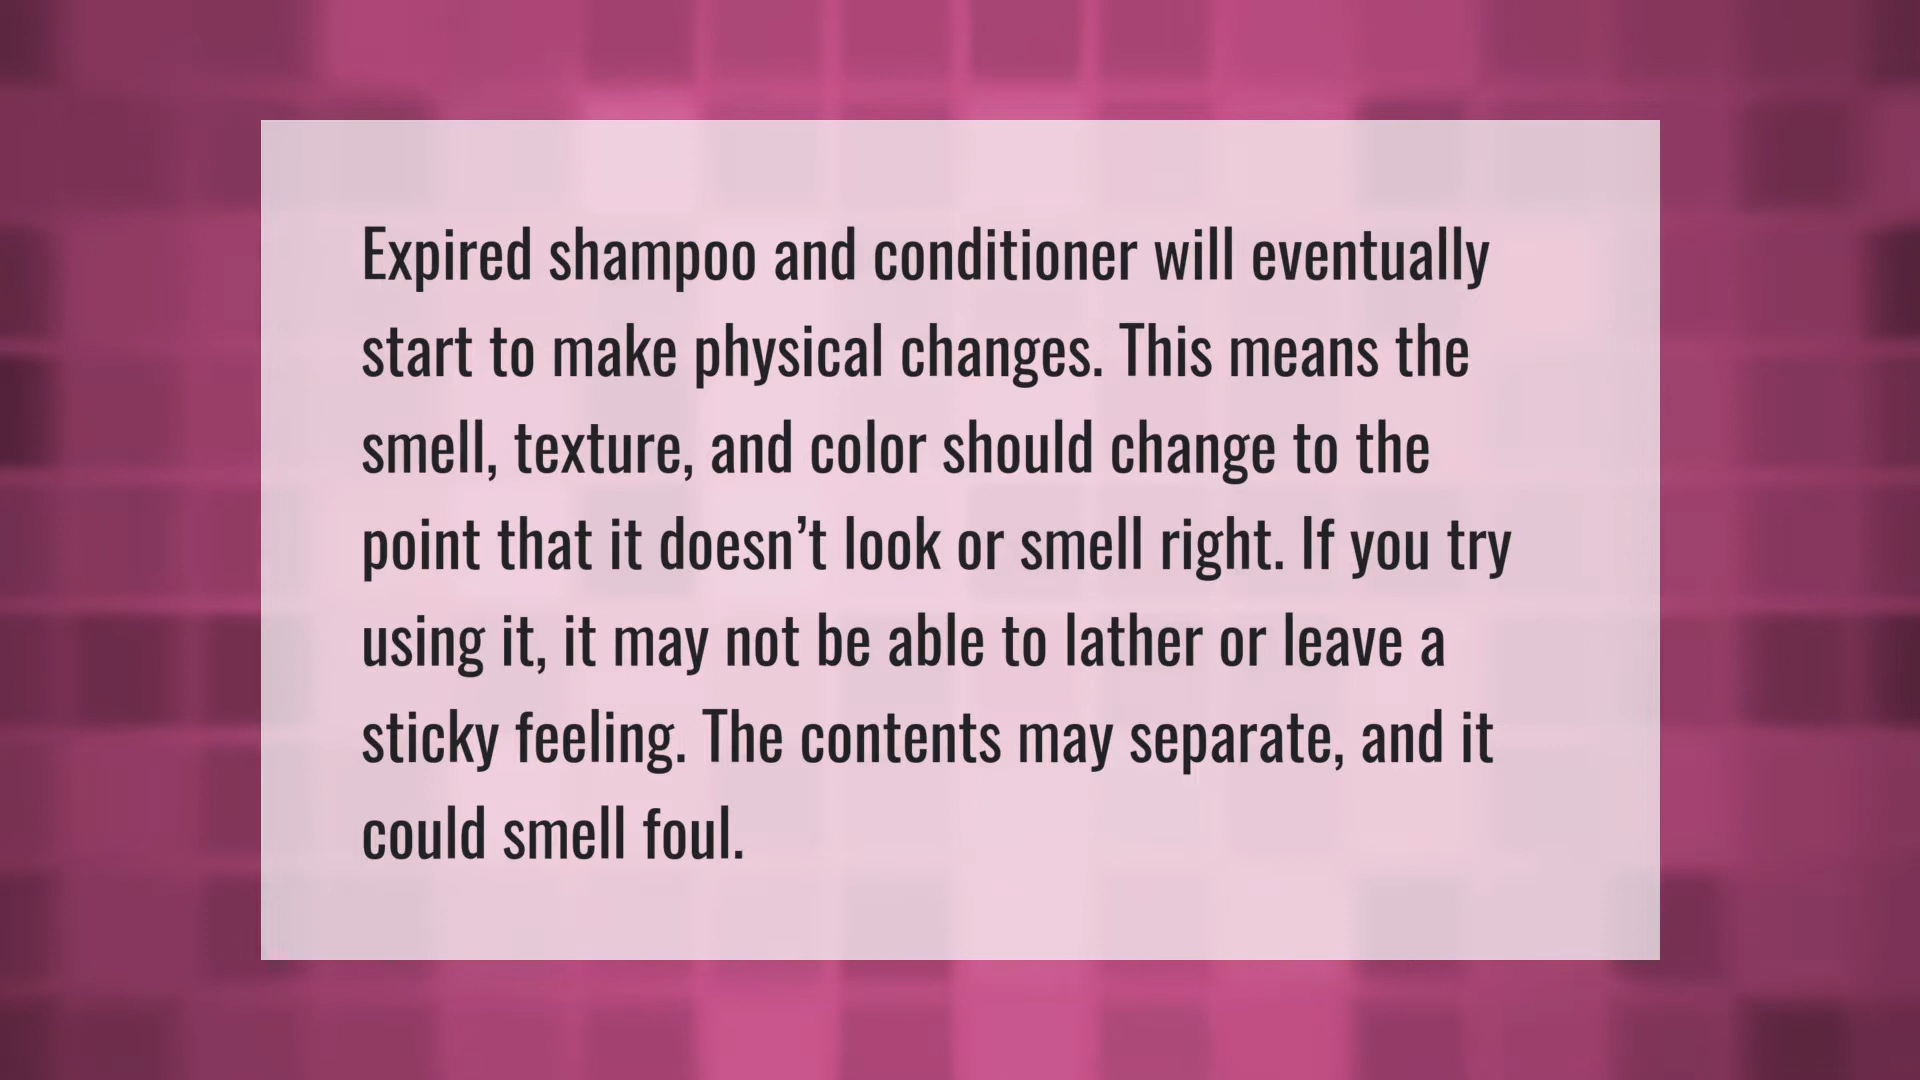 Expired shampoo and conditioner will eventually
start to make physical changes. This means the
smell, texture, and color should change to the
point that it doesn’t look or smell right. If you try
using it, it may not be able to lather or leave a
sticky feeling. The contents may separate, and it
could smell foul.